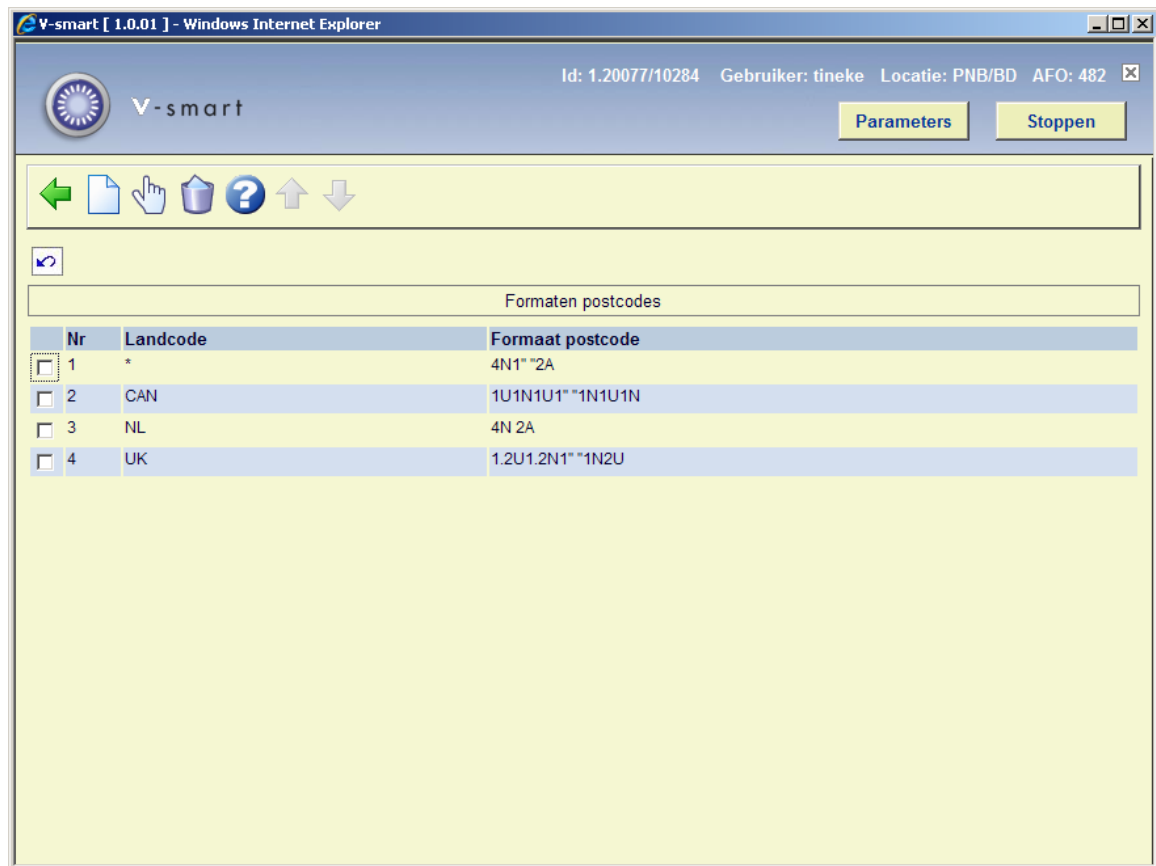 V-smart [ 1.0.01 ] - Windows Internet Explorer
Id: 1.20077/10284 Gebruiker: tineke Locatie: PNB/BD AFO: 482
V-smart
Parameters Stoppen
Formaten postcodes
Nr Landcode Formaat postcode
1 * 4N1" "2A
2 CAN 1U1N1U1" "1N1U1N
3 NL 4N 2A
4 UK 1.2U1.2N1" "1N2U